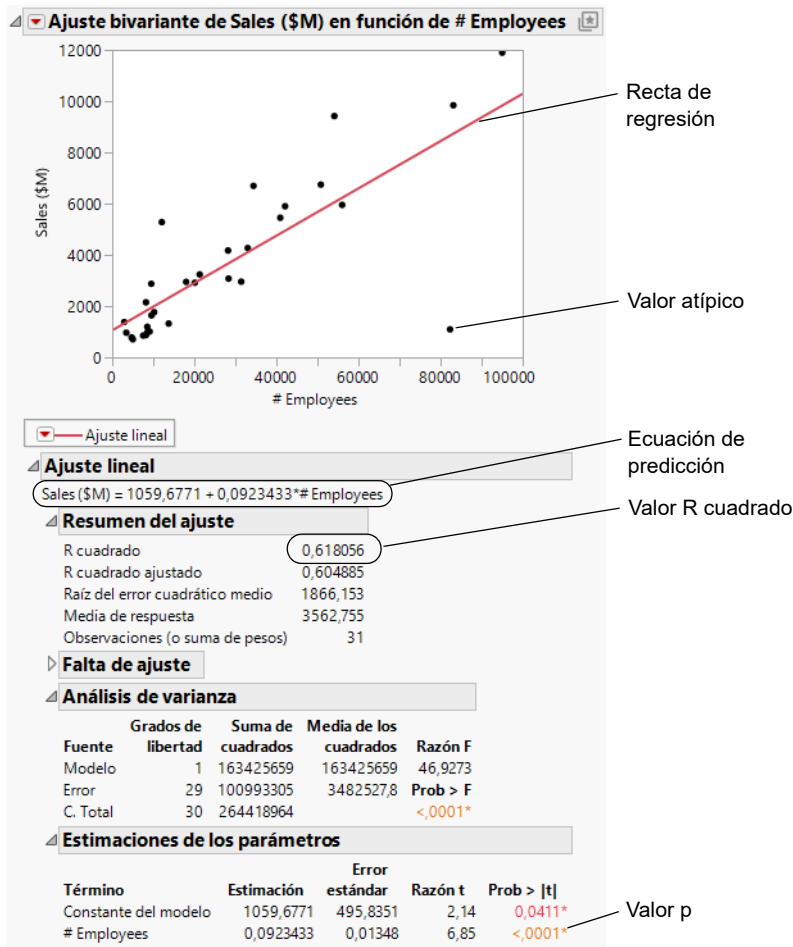 Ajuste bivariante de Sales ($M) en función de # Employees
12000
10000
8000
6000
4000
2000
0
Sales ($M)
0 20000 40000 60000 80000 100000
# Employees
Recta de
regresión
Valor atípico
Ajuste lineal
Ecuación de
predicción
Ajuste lineal
Sales ($M) = 1059,6771 + 0,0923433*# Employees
Valor R cuadrado
Resumen del ajuste
R cuadrado 0,618056
R cuadrado ajustado 0,604885
Raíz del error cuadrático medio 1866,153
Media de respuesta 3562,755
Observaciones (o suma de pesos) 31
Falta de ajuste
Análisis de varianza
Grados de Suma de Media de los
Fuente libertad cuadrados cuadrados Razón F
Modelo 1 163425659 163425659 46,9273
Error 29 100993305 3482527,8 Prob > F
C. Total 30 264418964 <,0001*
Estimaciones de los parámetros
Error
Término Estimación estándar Razón t Prob > |t|
Constante del modelo 1059,6771 495,8351 2,14 0,0411*
# Employees 0,0923433 0,01348 6,85 <,0001*
Valor p